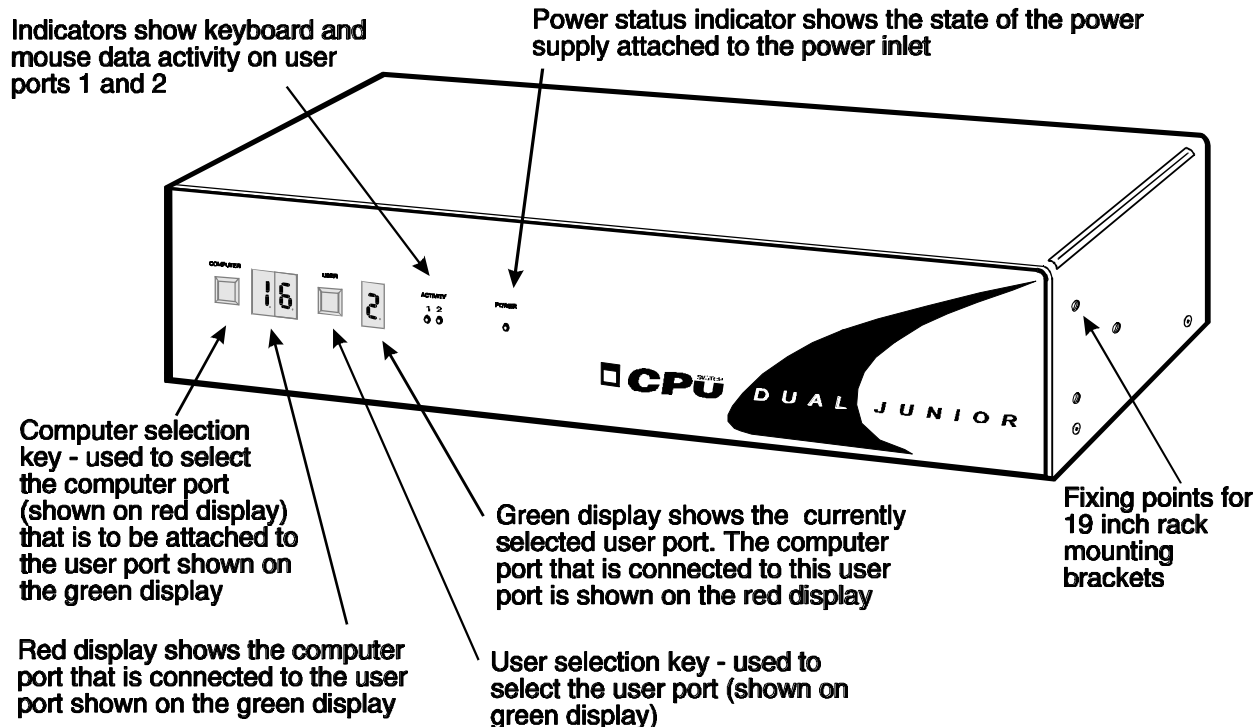 Indicators show keyboard and
mouse data activity on user
ports 1 and 2
Power status indicator shows the state of the power
supply attached to the power inlet
COMPUTER
16
USER
2
ACTIVITY
1 2
POWER
CPU SWITCH
DUAL JUNIOR
Computer selection
key - used to select
the computer port
(shown on red display)
that is to be attached to
the user port shown on
the green display
Red display shows the computer
port that is connected to the user
port shown on the green display
Green display shows the currently
selected user port. The computer
port that is connected to this user
port is shown on the red display
User selection key - used to
select the user port (shown on
green display)
Fixing points for
19 inch rack
mounting
brackets